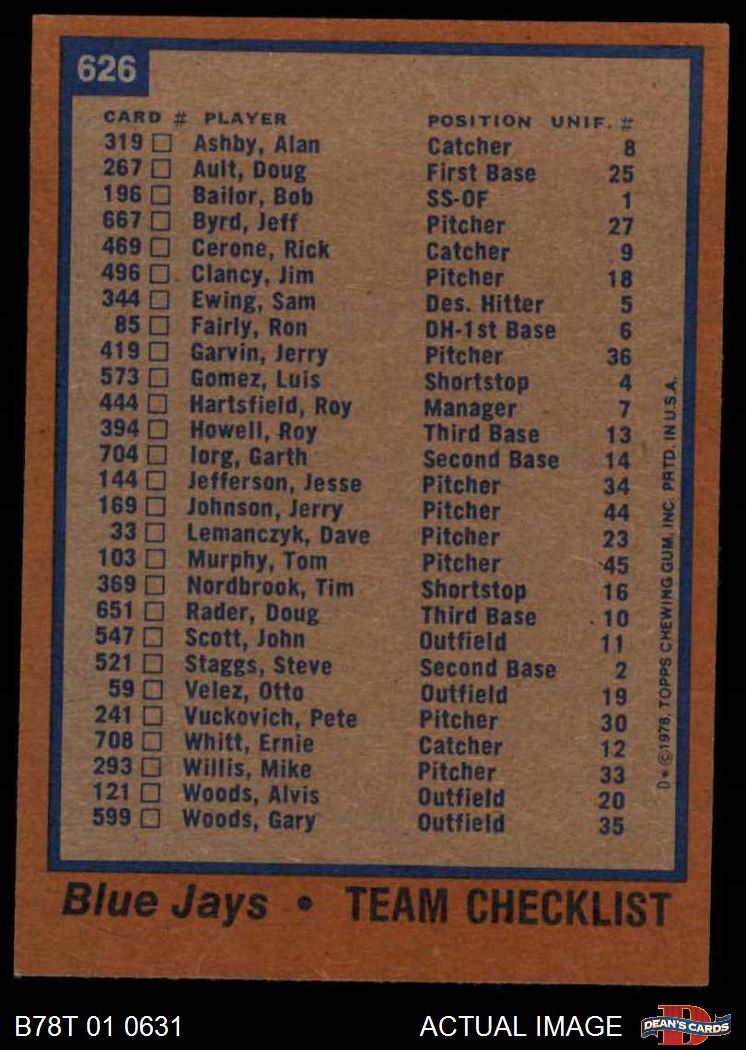 626
CARD # PLAYER POSITION UNIF. #
319 Ashby, Alan Catcher 8
267 Ault, Doug First Base 25
196 Bailor, Bob SS-OF 1
667 Byrd, Jeff Pitcher 27
469 Cerone, Rick Catcher 9
496 Clancy, Jim Pitcher 18
344 Ewing, Sam Des. Hitter 5
85 Fairly, Ron DH-1st Base 6
419 Garvin, Jerry Pitcher 36
573 Gomez, Luis Shortstop 4
444 Hartsfield, Roy Manager 7
394 Howell, Roy Third Base 13
704 Iorg, Garth Second Base 14
144 Jefferson, Jesse Pitcher 34
169 Johnson, Jerry Pitcher 44
33 Lemanczyk, Dave Pitcher 23
103 Murphy, Tom Pitcher 45
369 Nordbrook, Tim Shortstop 16
651 Rader, Doug Third Base 10
547 Scott, John Outfield 11
521 Staggs, Steve Second Base 2
59 Velez, Otto Outfield 19
241 Vuckovich, Pete Pitcher 30
708 Whitt, Ernie Catcher 12
293 Willis, Mike Pitcher 33
121 Woods, Alvis Outfield 20
599 Woods, Gary Outfield 35
D* ©1978, TOPPS CHEWING GUM, INC. PRTD. IN U.S.A.
Blue Jays • TEAM CHECKLIST
B78T 01 0631 ACTUAL IMAGE DEAN'S CARDS